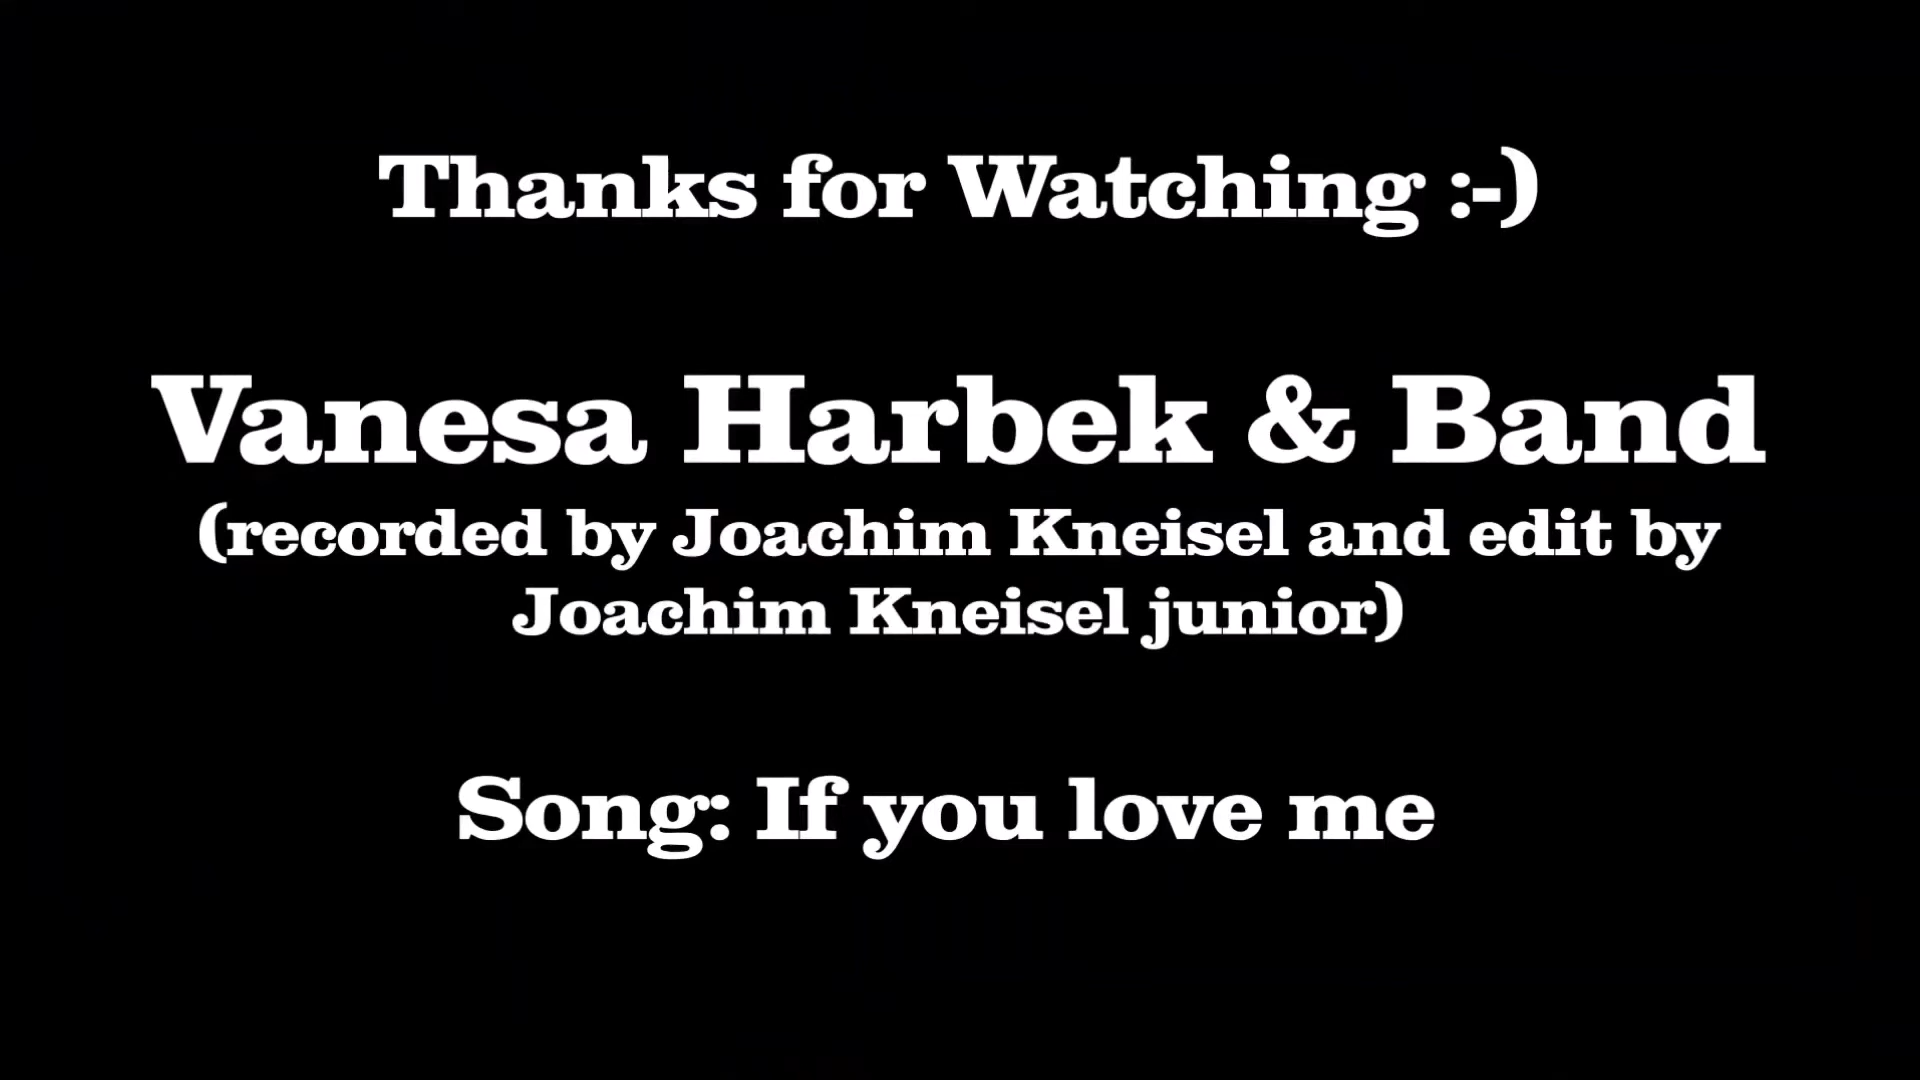 Thanks for Watching :-)
Vanesa Harbek & Band
(recorded by Joachim Kneisel and edit by
Joachim Kneisel junior)
Song: If you love me